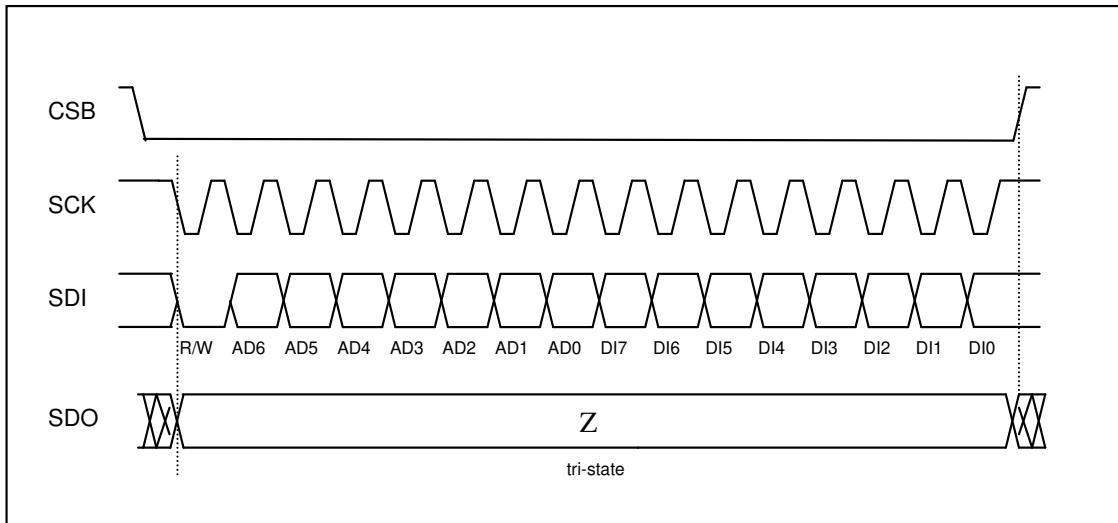 CSB
SCK
SDI
R/W AD6 AD5 AD4 AD3 AD2 AD1 AD0 DI7 DI6 DI5 DI4 DI3 DI2 DI1 DI0
SDO
Z
tri-state